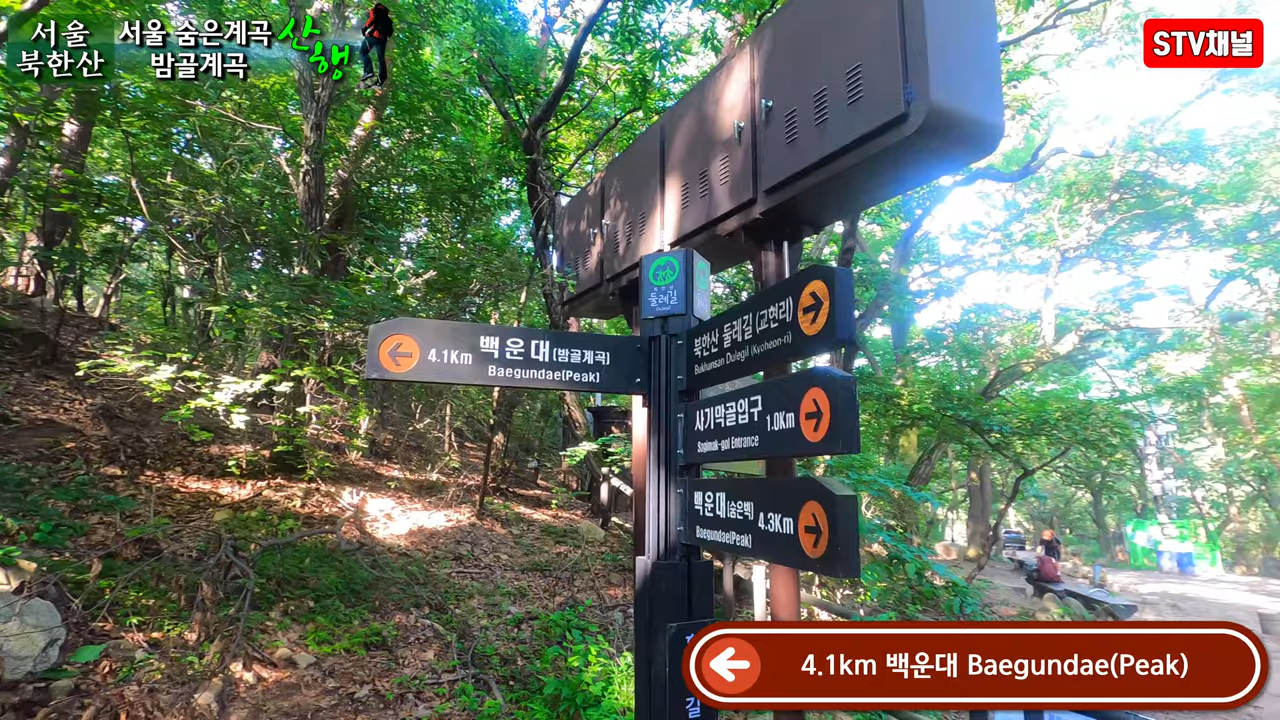 서울
북한산
서울 숨은계곡
밤골계곡
산행
STV채널
북한산
둘레길
4.1Km 백운대(밤골계곡)
Baegundae(Peak)
북한산 둘레길 (교현리)
Bukhansan Dulegil (Kyoheon-ri)
사기막골입구 1.0Km
Sagimak-gol Entrance
백운대(숨은벽) 4.3Km
Baegundae(Peak)
길
4.1km 백운대 Baegundae(Peak)